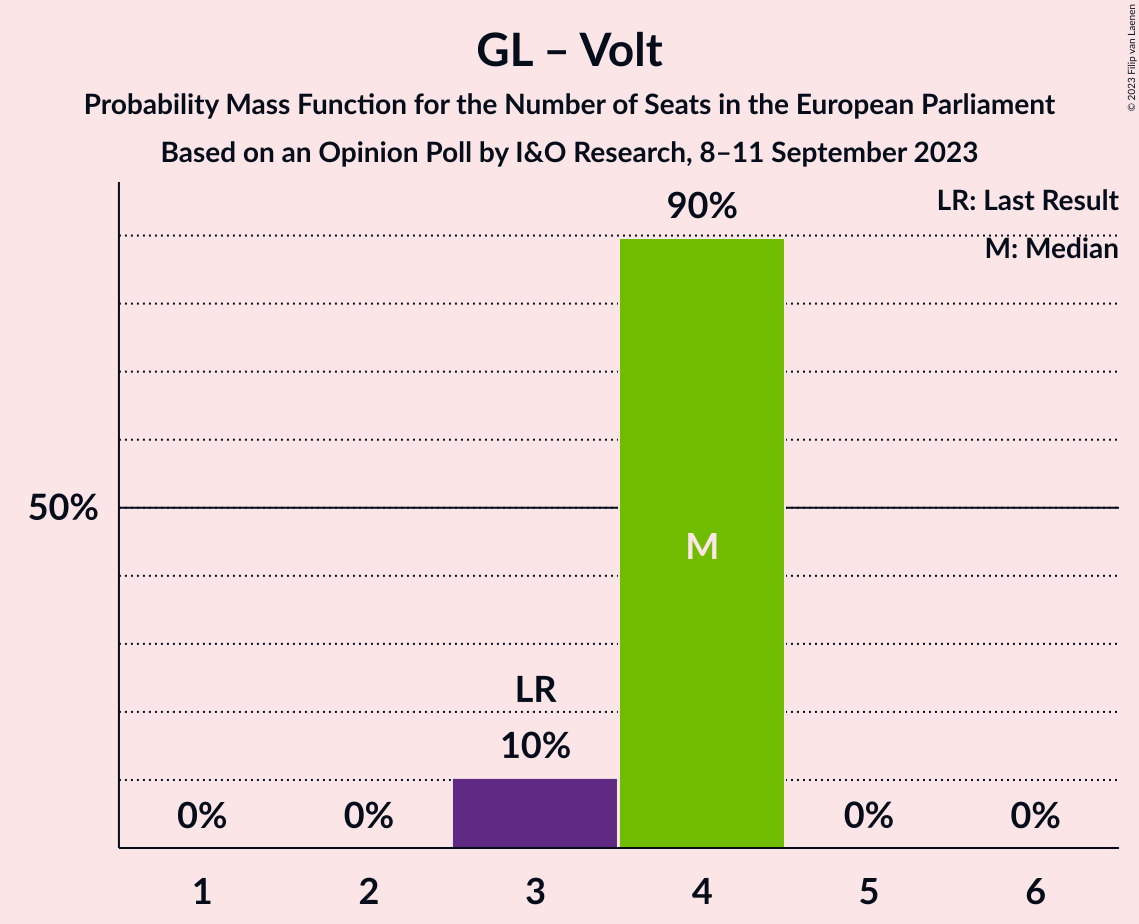 GL – Volt
Probability Mass Function for the Number of Seats in the European Parliament
Based on an Opinion Poll by I&O Research, 8–11 September 2023
© 2023 Filip van Laenen
LR: Last Result
M: Median
90%
50%
M
LR
10%
0% 0% 0% 0%
1 2 3 4 5 6